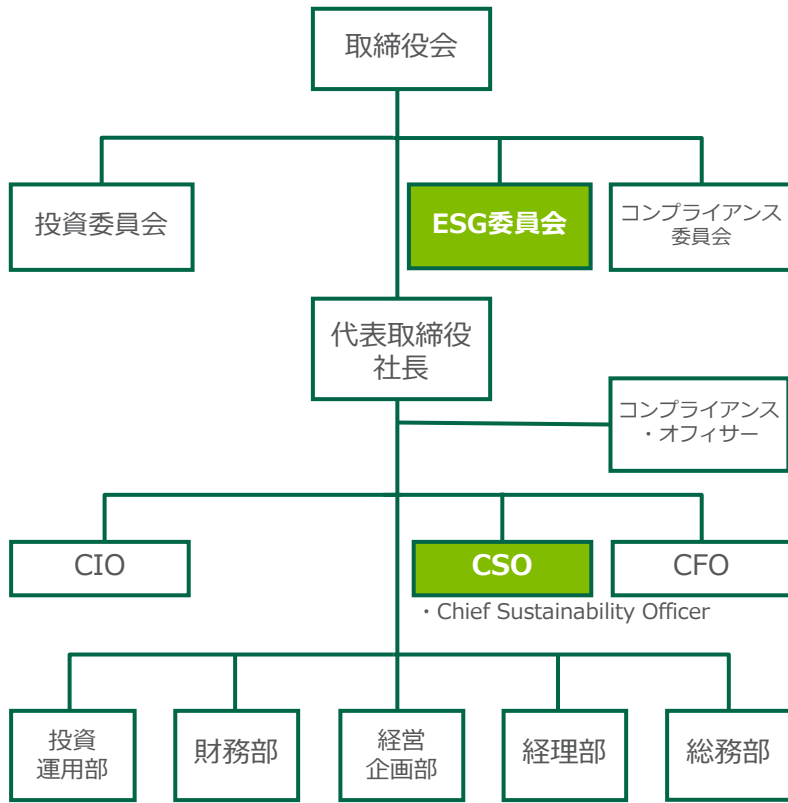 取締役会
投資委員会
ESG委員会
コンプライアンス
委員会
代表取締役
社長
コンプライアンス
・オフィサー
CIO
CSO
CFO
・Chief Sustainability Officer
投資
運用部
財務部
経営
企画部
経理部
総務部